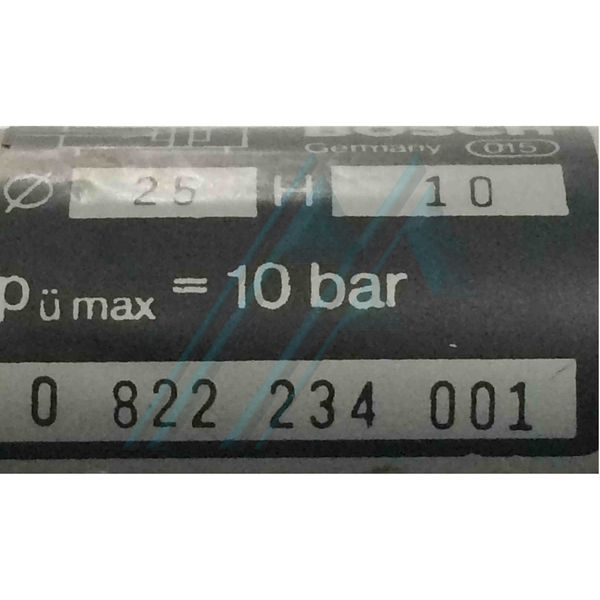 Bosch
Germany 015
Ø 25 H 10
pü max = 10 bar
0 822 234 001